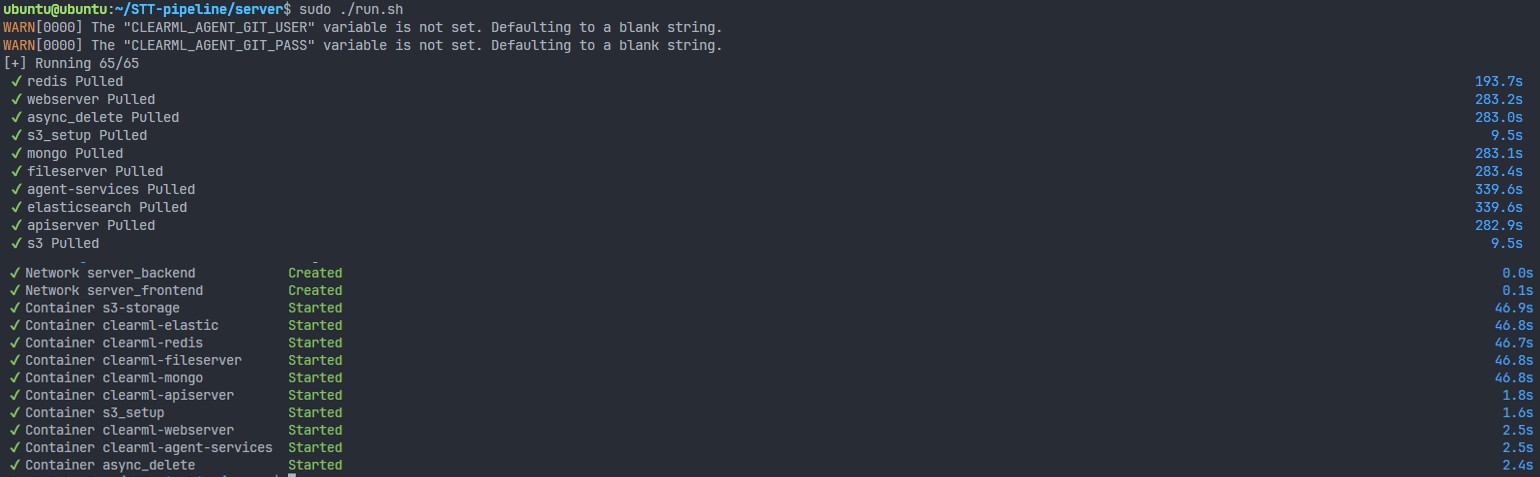 ubuntu@ubuntu:~/STT-pipeline/server$ sudo ./run.sh
WARN[0000] The "CLEARML_AGENT_GIT_USER" variable is not set. Defaulting to a blank string.
WARN[0000] The "CLEARML_AGENT_GIT_PASS" variable is not set. Defaulting to a blank string.
[+] Running 65/65
✔ redis Pulled 193.7s
✔ webserver Pulled 283.2s
✔ async_delete Pulled 283.0s
✔ s3_setup Pulled 9.5s
✔ mongo Pulled 283.1s
✔ fileserver Pulled 283.4s
✔ agent-services Pulled 339.6s
✔ elasticsearch Pulled 339.6s
✔ apiserver Pulled 282.9s
✔ s3 Pulled 9.5s
✔ Network server_backend Created 0.0s
✔ Network server_frontend Created 0.1s
✔ Container s3-storage Started 46.9s
✔ Container clearml-elastic Started 46.8s
✔ Container clearml-redis Started 46.7s
✔ Container clearml-fileserver Started 46.8s
✔ Container clearml-mongo Started 46.8s
✔ Container clearml-apiserver Started 1.8s
✔ Container s3_setup Started 1.6s
✔ Container clearml-webserver Started 2.5s
✔ Container clearml-agent-services Started 2.5s
✔ Container async_delete Started 2.4s